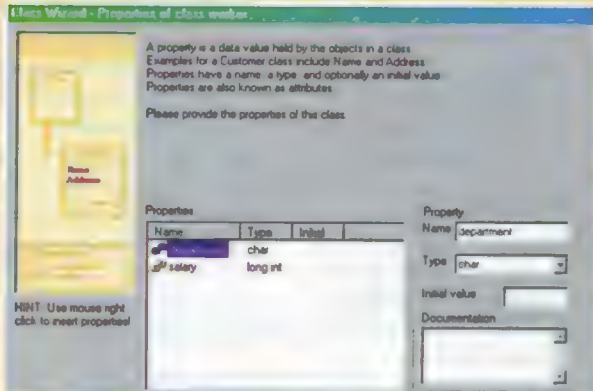 Class Wizard - Properties of class worker
A property is a data value held by the objects in a class
Examples for a Customer class include Name and Address
Properties have a name a type and optionally an initial value
Properties are also known as attributes
Please provide the properties of this class
Name
Address
HINT: Use mouse right
click to insert properties!
Properties
Name Type Initial
char
salary long int
Property
Name department
Type char
Initial value
Documentation